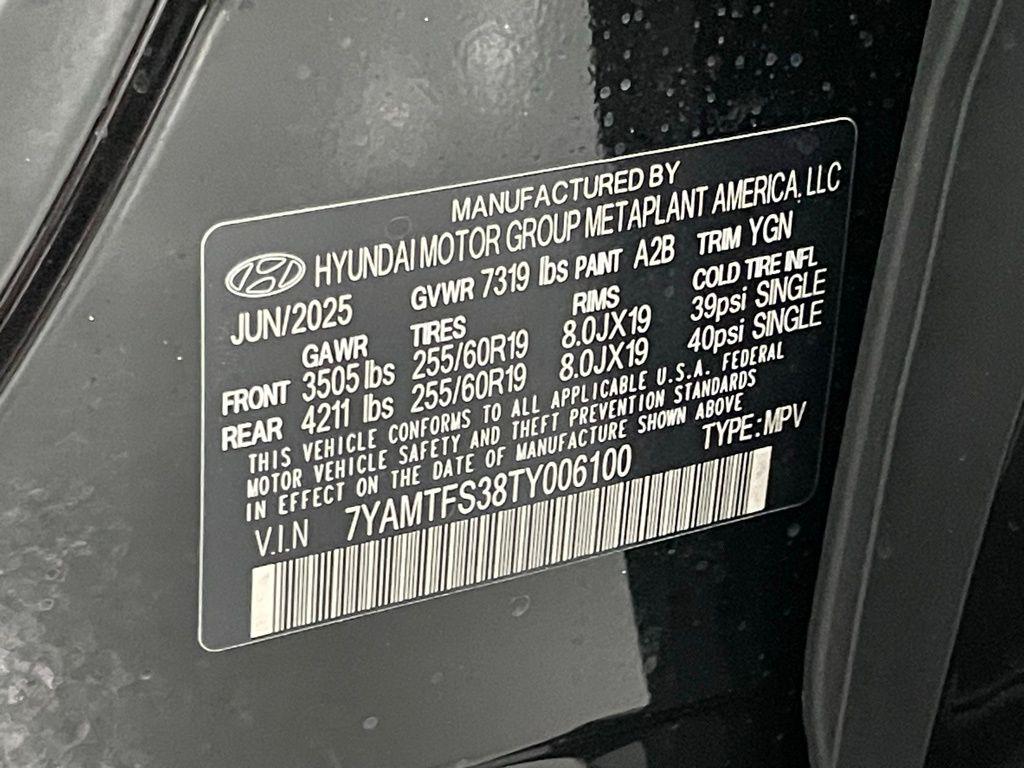 MANUFACTURED BY
HYUNDAI MOTOR GROUP METAPLANT AMERICA, LLC
JUN/2025 GVWR 7319 lbs PAINT A2B TRIM YGN
GAWR TIRES RIMS COLD TIRE INFL
FRONT 3505 lbs 255/60R19 8.0JX19 39psi SINGLE
REAR 4211 lbs 255/60R19 8.0JX19 40psi SINGLE
THIS VEHICLE CONFORMS TO ALL APPLICABLE U.S.A. FEDERAL
MOTOR VEHICLE SAFETY AND THEFT PREVENTION STANDARDS
IN EFFECT ON THE DATE OF MANUFACTURE SHOWN ABOVE
V.I.N 7YAMTFS38TY006100 TYPE: MPV